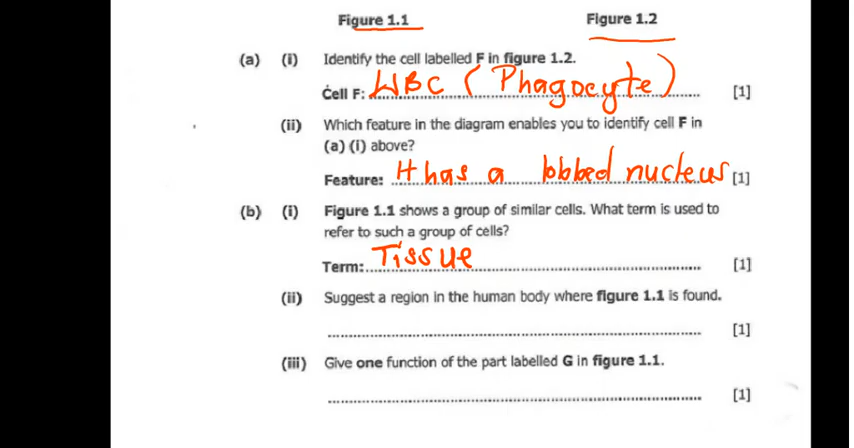 Figure 1.1 Figure 1.2
(a) (i) Identify the cell labelled F in figure 1.2.
Cell F: WBC (Phagocyte) [1]
(ii) Which feature in the diagram enables you to identify cell F in
(a) (i) above?
Feature: It has a lobbed nucleus [1]
(b) (i) Figure 1.1 shows a group of similar cells. What term is used to
refer to such a group of cells?
Term: Tissue [1]
(ii) Suggest a region in the human body where figure 1.1 is found.
[1]
(iii) Give one function of the part labelled G in figure 1.1.
[1]